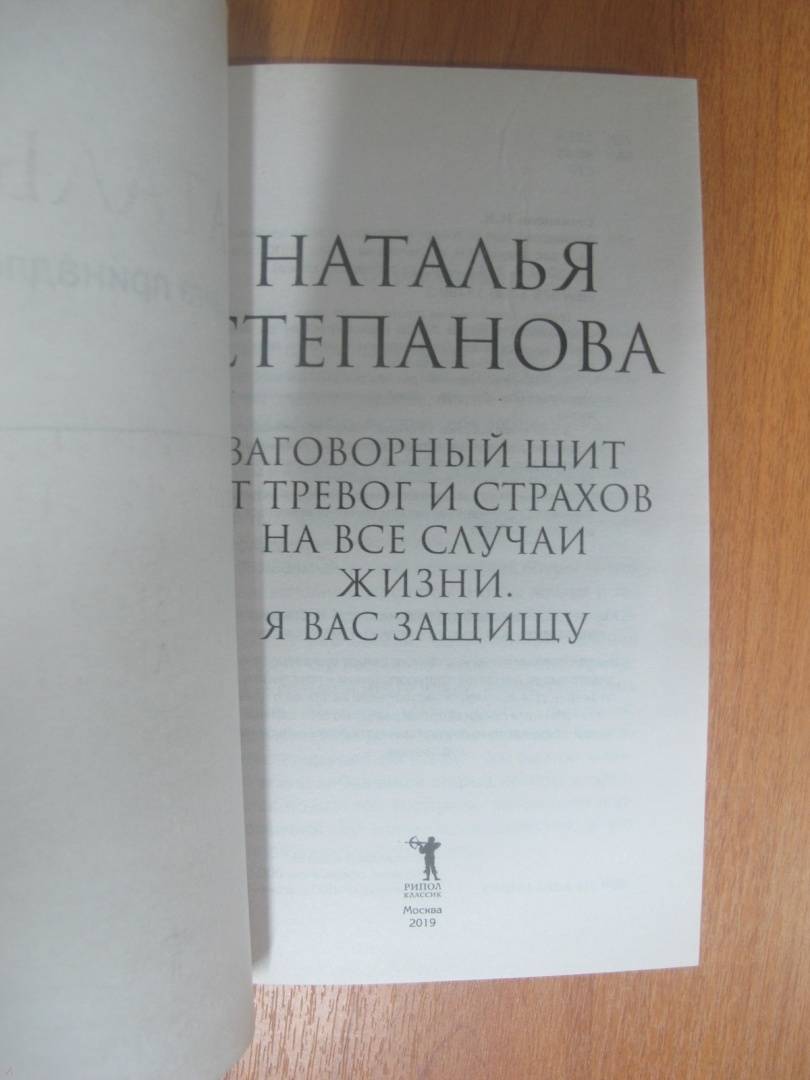 НАТАЛЬЯ
СТЕПАНОВА
ЗАГОВОРНЫЙ ЩИТ
ОТ ТРЕВОГ И СТРАХОВ
НА ВСЕ СЛУЧАИ
ЖИЗНИ.
Я ВАС ЗАЩИЩУ
РИПОЛ
КЛАССИК
Москва
2019